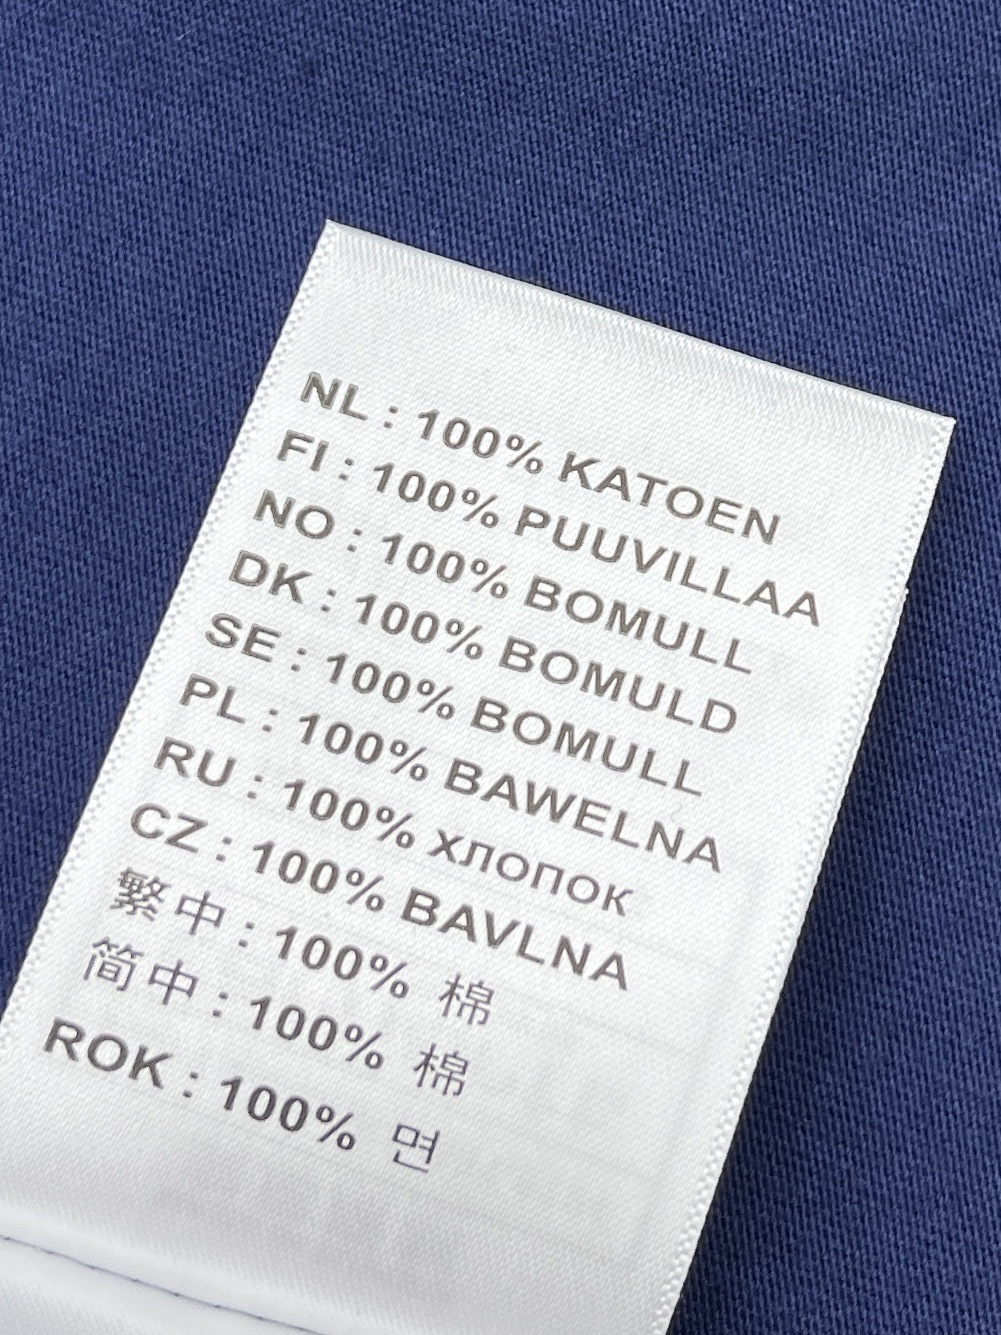 NL : 100% KATOEN
FI : 100% PUUVILLAA
NO : 100% BOMULL
DK : 100% BOMULD
SE : 100% BOMULL
PL : 100% BAWELNA
RU : 100% хлопок
CZ : 100% BAVLNA
繁中 : 100% 棉
简中 : 100% 棉
ROK : 100% 면